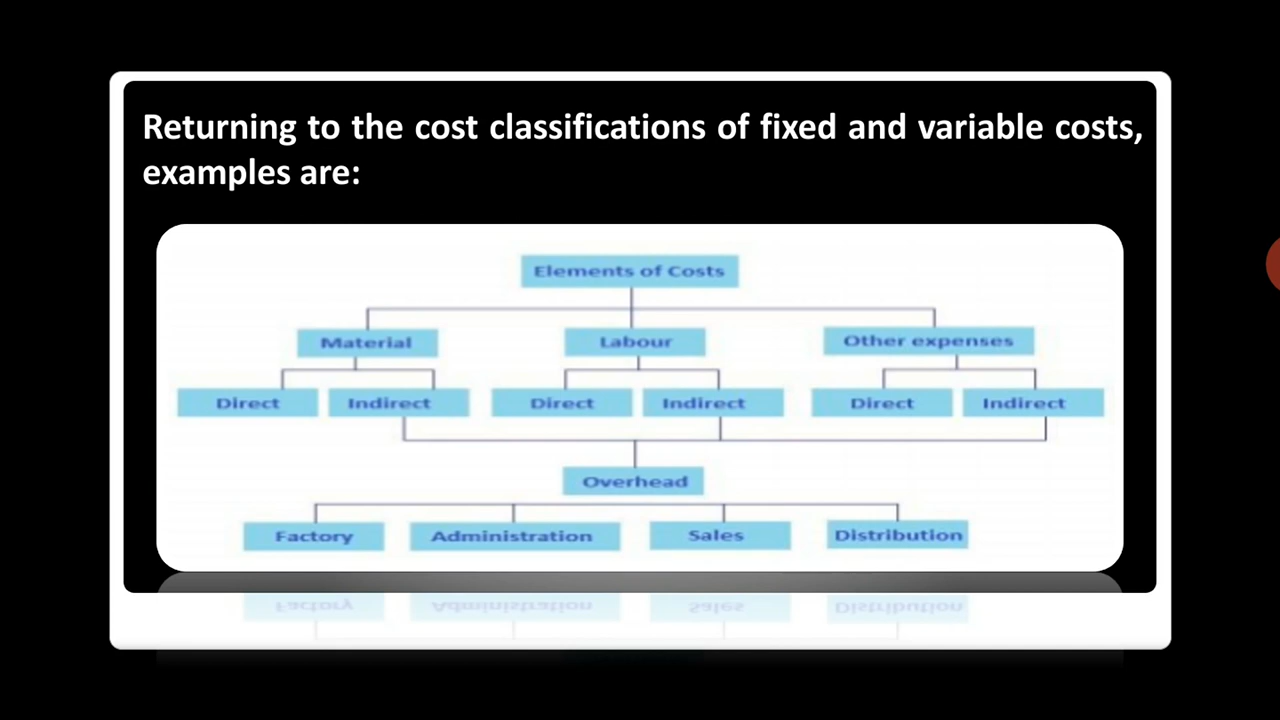 Returning to the cost classifications of fixed and variable costs,
examples are:
Elements of Costs
Material Labour Other expenses
Direct Indirect Direct Indirect Direct Indirect
Overhead
Factory Administration Sales Distribution